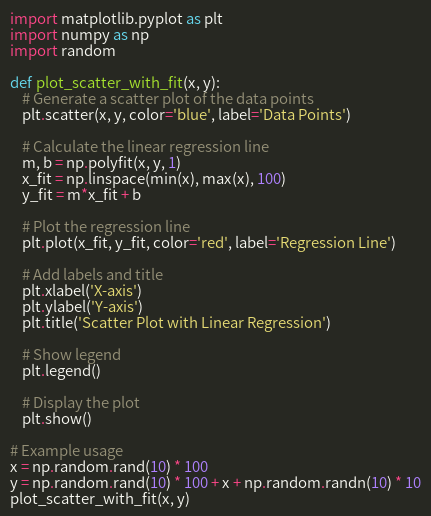 import matplotlib.pyplot as plt
import numpy as np
import random

def plot_scatter_with_fit(x, y):
    # Generate a scatter plot of the data points
    plt.scatter(x, y, color='blue', label='Data Points')

    # Calculate the linear regression line
    m, b = np.polyfit(x, y, 1)
    x_fit = np.linspace(min(x), max(x), 100)
    y_fit = m*x_fit + b

    # Plot the regression line
    plt.plot(x_fit, y_fit, color='red', label='Regression Line')

    # Add labels and title
    plt.xlabel('X-axis')
    plt.ylabel('Y-axis')
    plt.title('Scatter Plot with Linear Regression')

    # Show legend
    plt.legend()

    # Display the plot
    plt.show()

# Example usage
x = np.random.rand(10) * 100
y = np.random.rand(10) * 100 + x + np.random.randn(10) * 10
plot_scatter_with_fit(x, y)